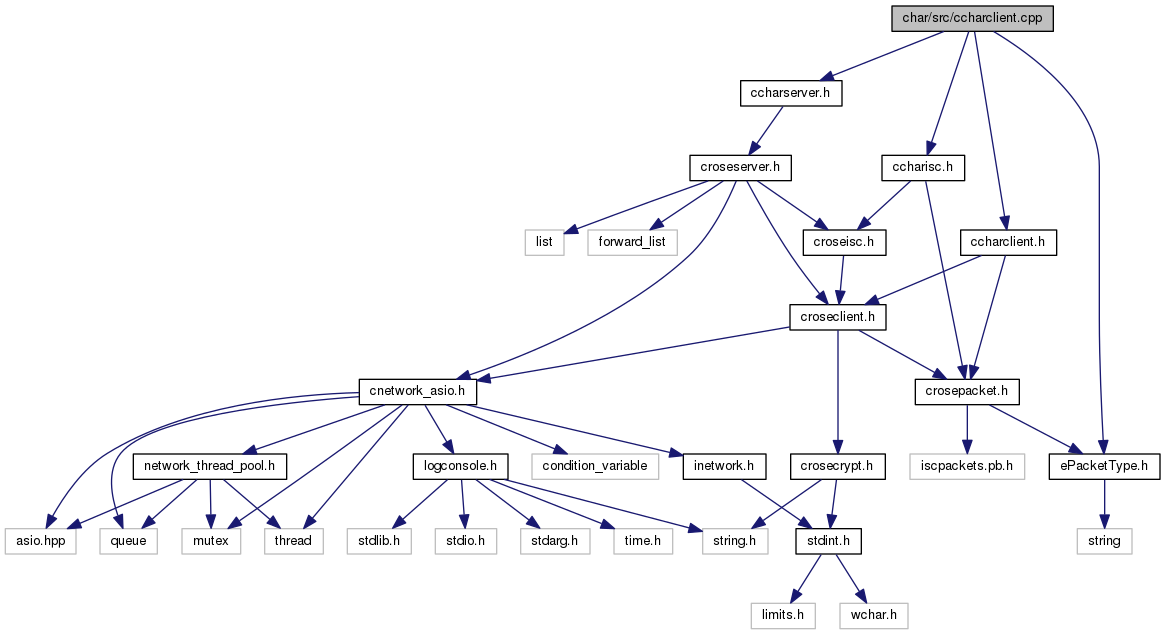 char/src/ccharclient.cpp
ccharserver.h
croseserver.h
ccharisc.h
list
forward_list
croseisc.h
ccharclient.h
croseclient.h
cnetwork_asio.h
crosepacket.h
network_thread_pool.h
logconsole.h
condition_variable
inetwork.h
crosecrypt.h
iscpackets.pb.h
ePacketType.h
asio.hpp
queue
mutex
thread
stdlib.h
stdio.h
stdarg.h
time.h
string.h
stdint.h
string
limits.h
wchar.h